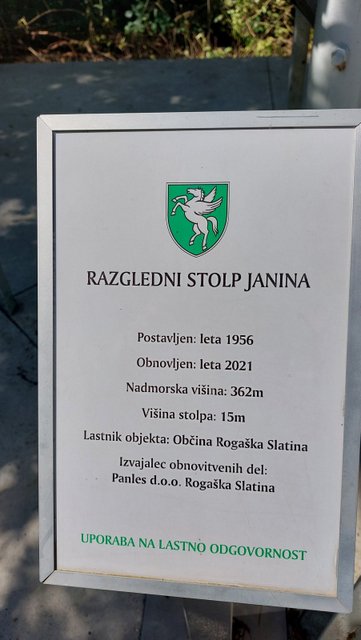 RAZGLEDNI STOLP JANINA
Postavljen: leta 1956
Obnovljen: leta 2021
Nadmorska višina: 362m
Višina stolpa: 15m
Lastnik objekta: Občina Rogaška Slatina
Izvajalec obnovitvenih del:
Panles d.o.o. Rogaška Slatina
UPORABA NA LASTNO ODGOVORNOST